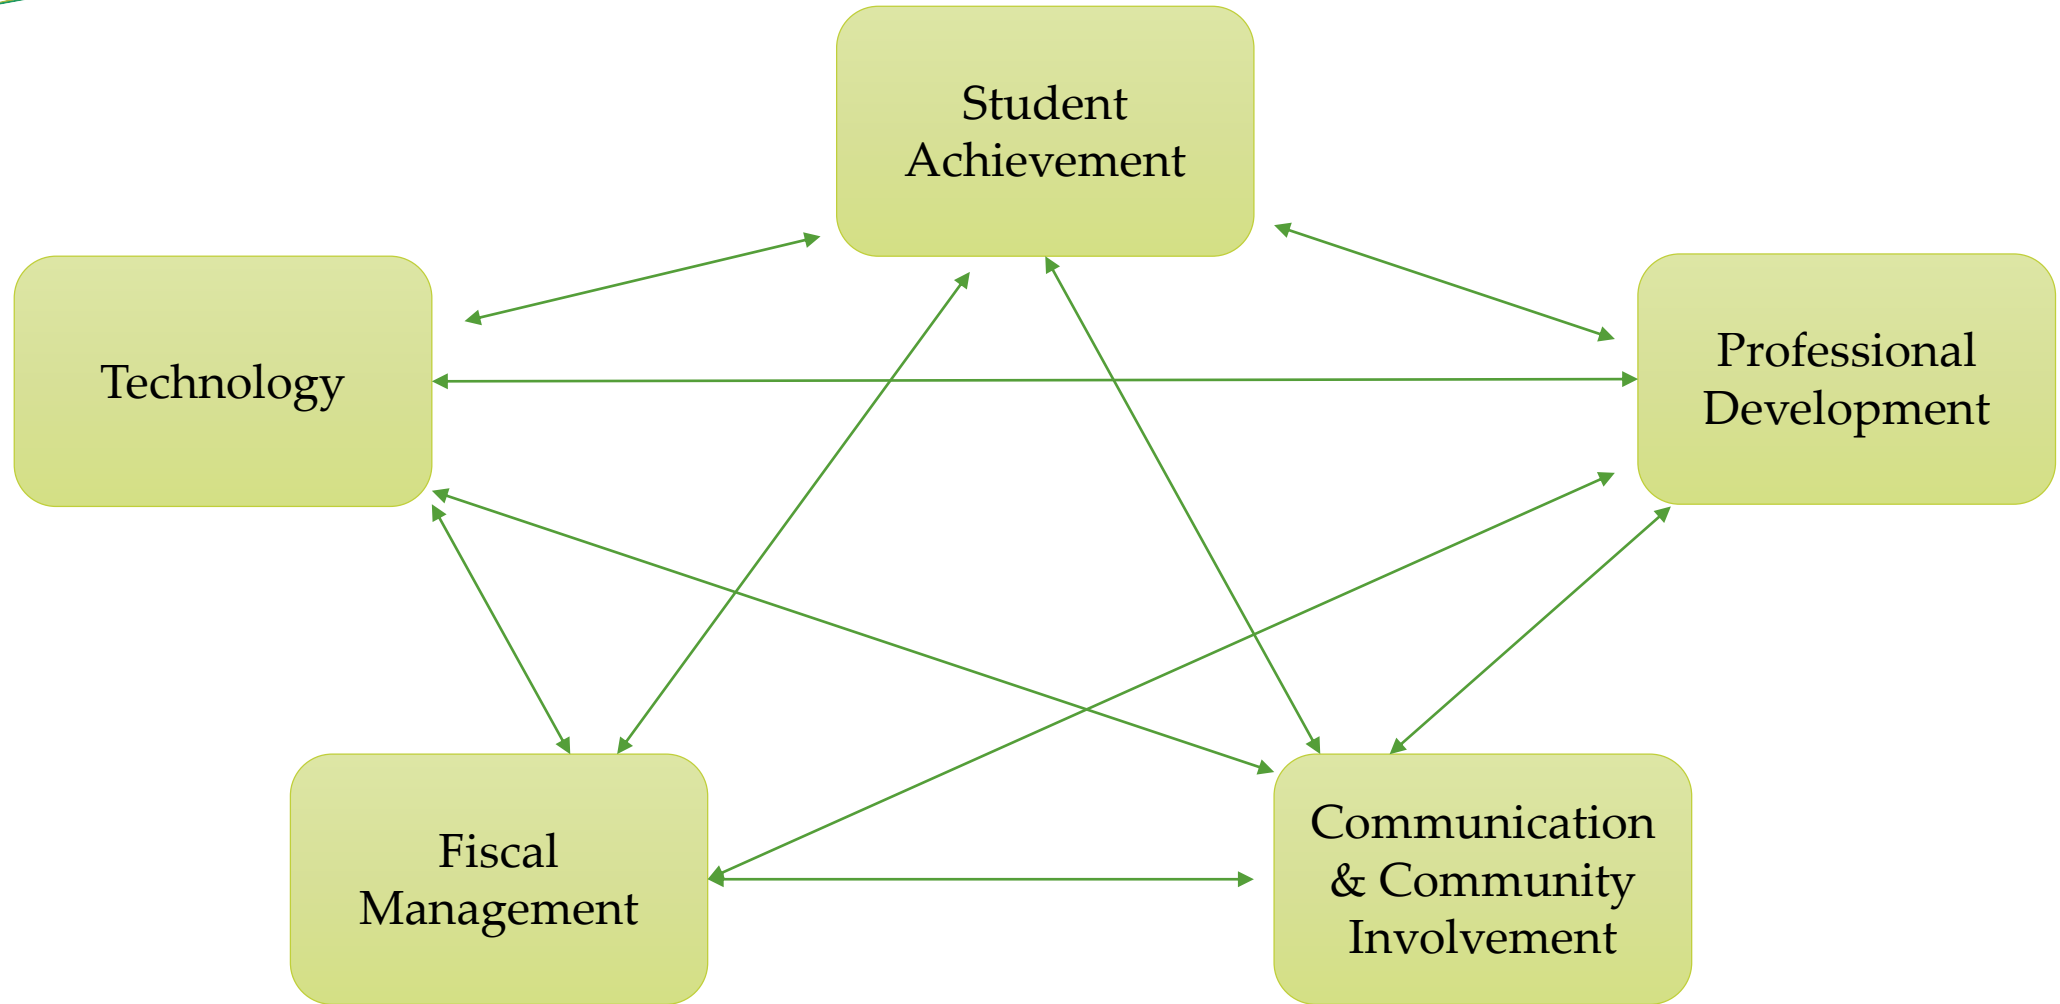 Student
Achievement
Technology
Professional
Development
Fiscal
Management
Communication
& Community
Involvement